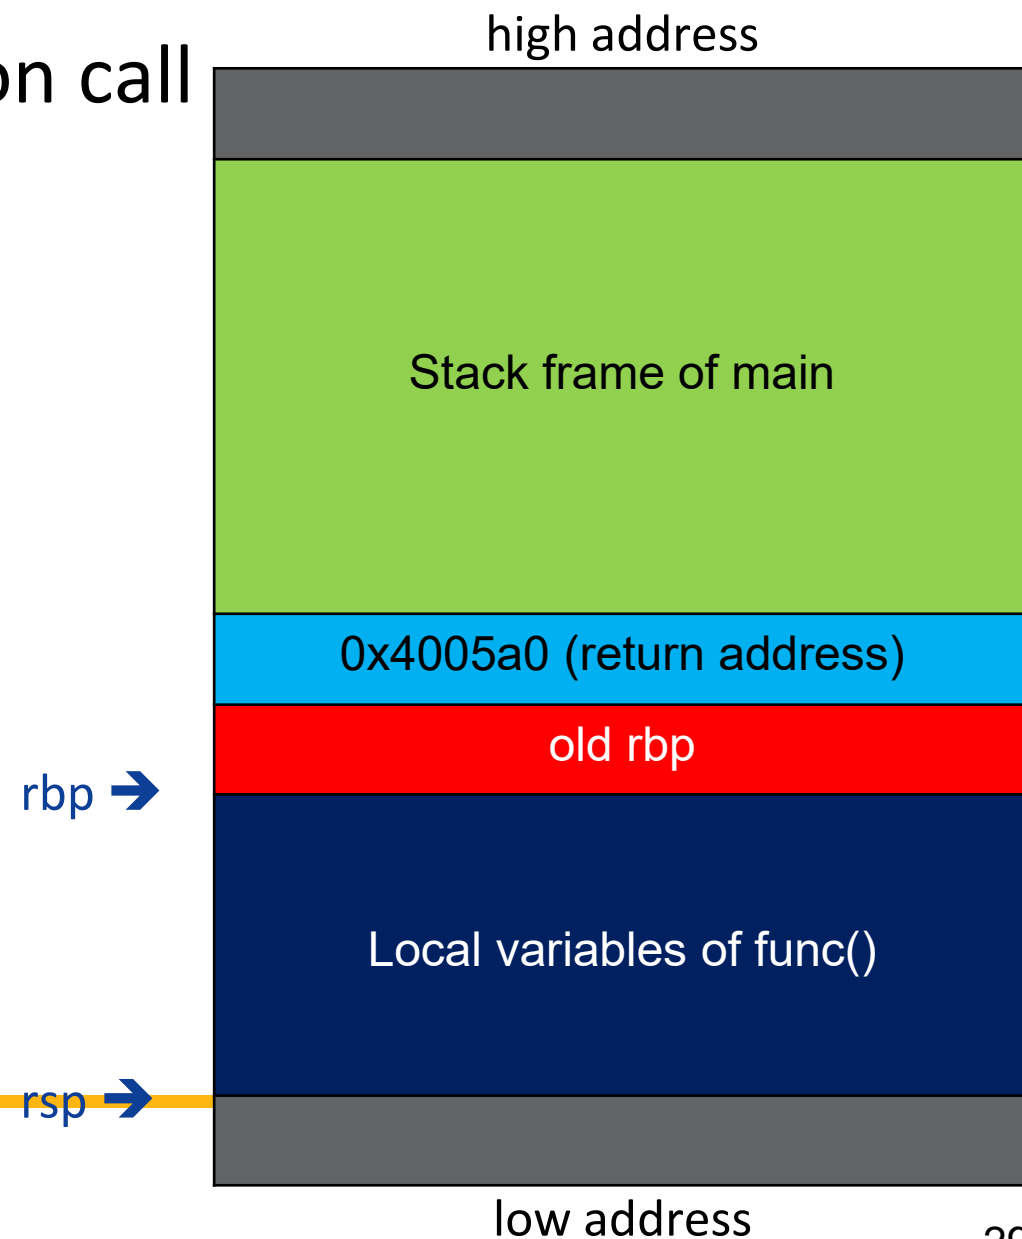 high address
on call
Stack frame of main
0x4005a0 (return address)
old rbp
rbp →
Local variables of func()
rsp →
low address